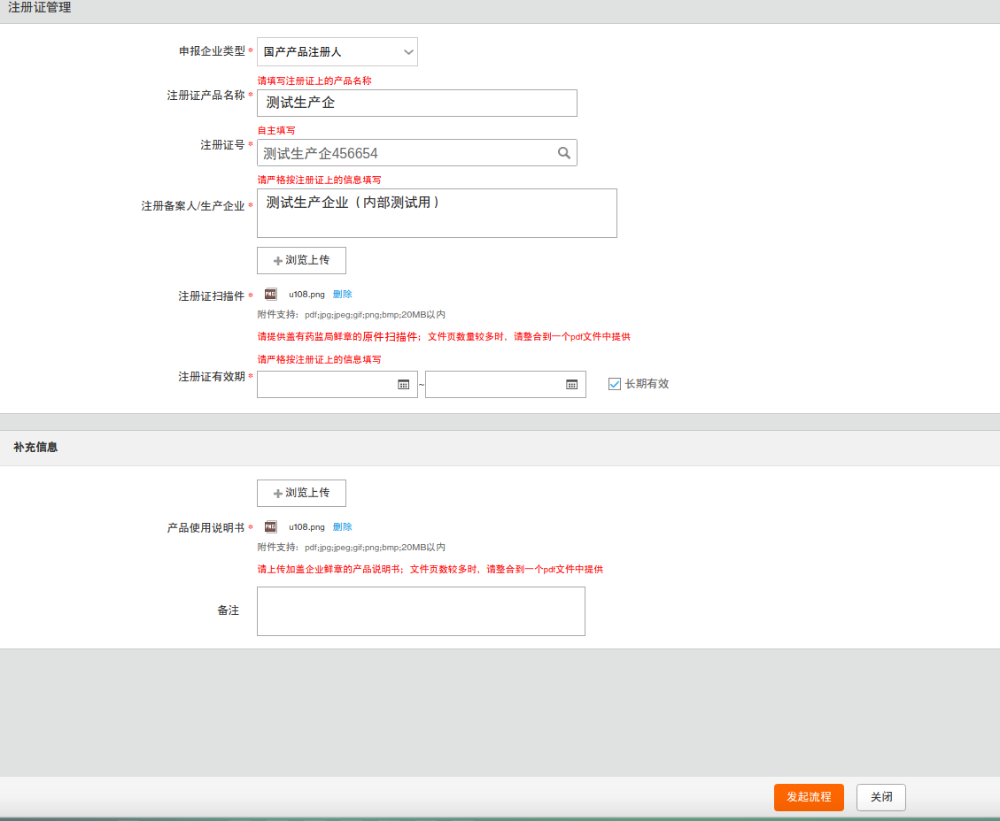 注册证管理
申报企业类型 * 国产产品注册人
请填写注册证上的产品名称
注册证产品名称 * 测试生产企
自主填写
注册证号 * 测试生产企456654
请严格按注册证上的信息填写
注册备案人/生产企业 * 测试生产企业（内部测试用）
浏览上传
注册证扫描件 * PNG u108.png 删除
附件支持：pdf;jpg;jpeg;gif;png;bmp;20MB以内
请提供盖有药监局鲜章的原件扫描件；文件页数量较多时，请整合到一个pdf文件中提供
请严格按注册证上的信息填写
注册证有效期 * ~ 长期有效
补充信息
浏览上传
产品使用说明书 * PNG u108.png 删除
附件支持：pdf;jpg;jpeg;gif;png;bmp;20MB以内
请上传加盖企业鲜章的产品说明书；文件页数较多时，请整合到一个pdf文件中提供
备注
发起流程 关闭